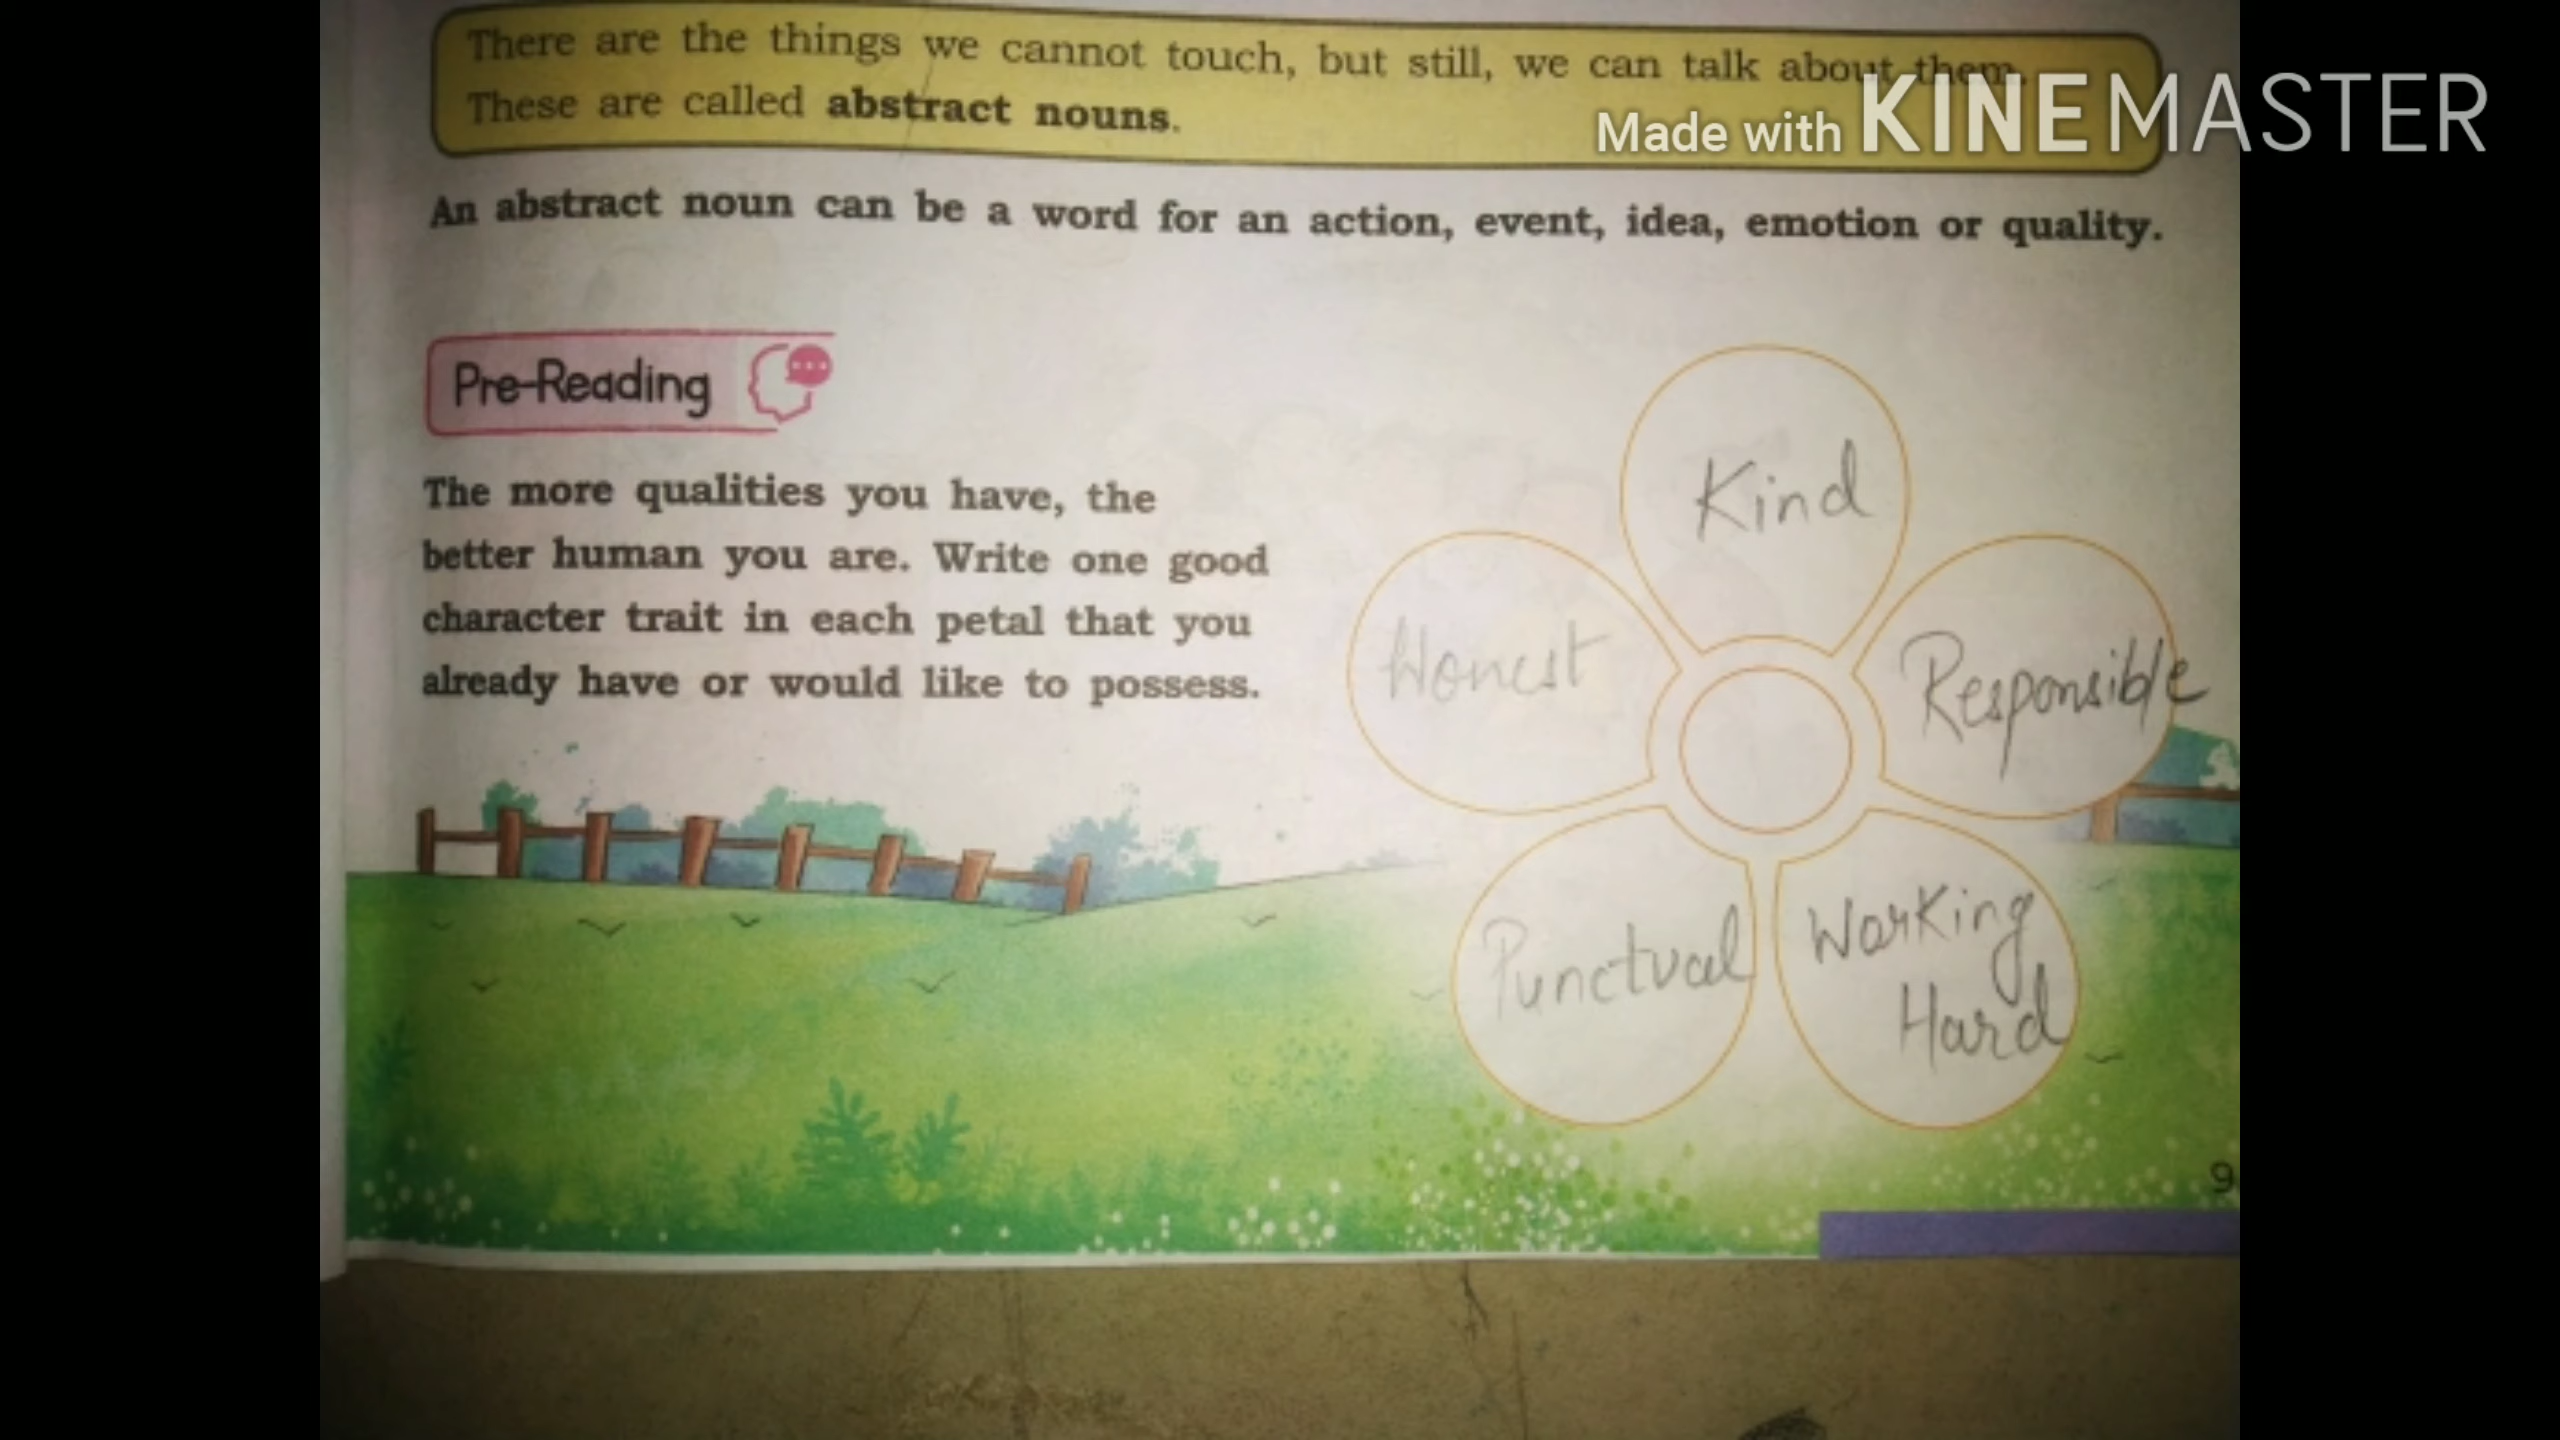 There are the things we cannot touch, but still, we can talk about them.
These are called abstract nouns.
Made with KINEMASTER
An abstract noun can be a word for an action, event, idea, emotion or quality.
Pre-Reading
The more qualities you have, the
better human you are. Write one good
character trait in each petal that you
already have or would like to possess.
Kind
Honest
Responsible
Punctual
Working
Hard
9